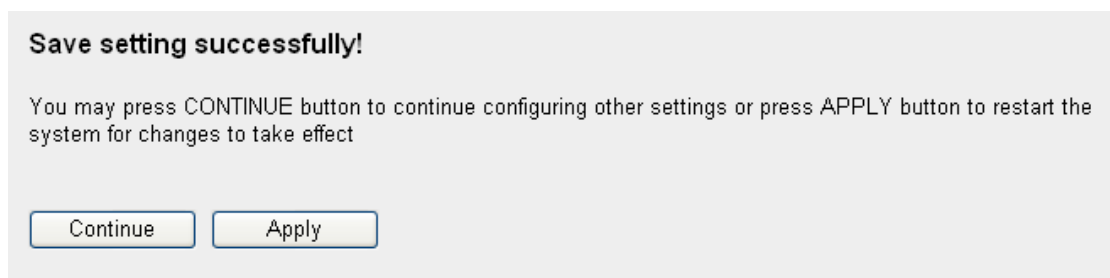 Save setting successfully!
You may press CONTINUE button to continue configuring other settings or press APPLY button to restart the
system for changes to take effect
Continue
Apply